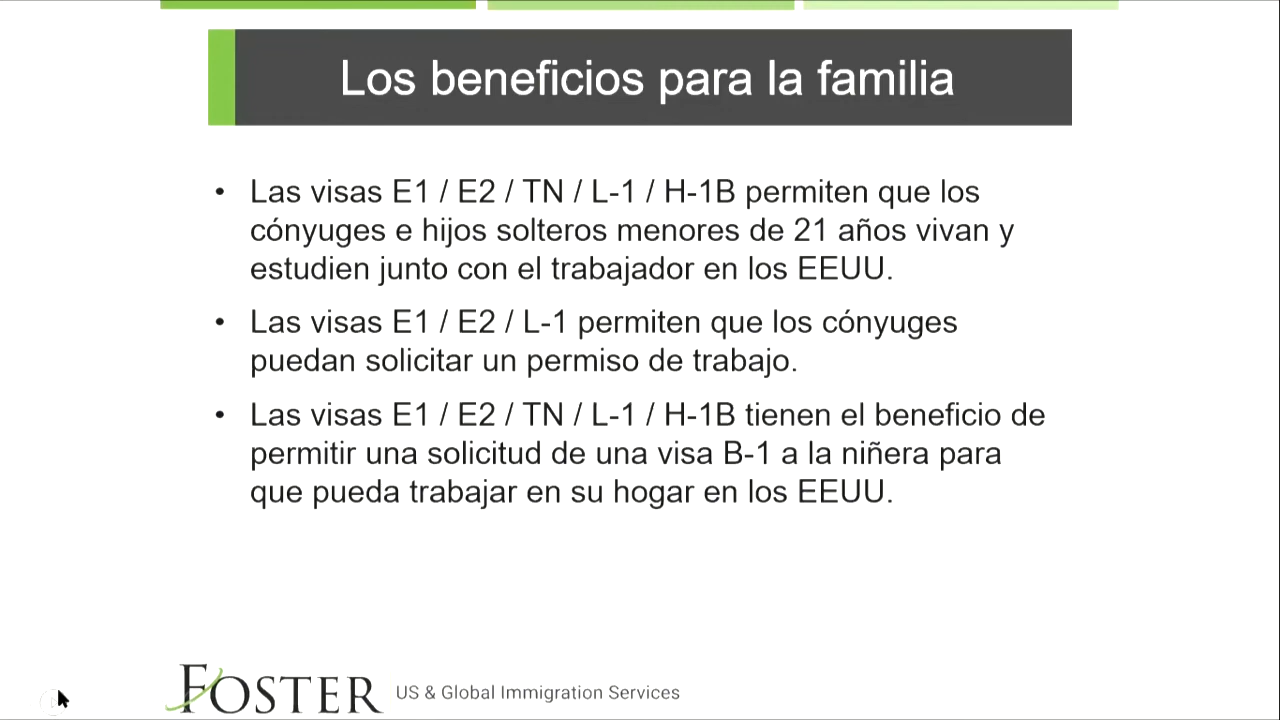 Los beneficios para la familia
• Las visas E1 / E2 / TN / L-1 / H-1B permiten que los
cónyuges e hijos solteros menores de 21 años vivan y
estudien junto con el trabajador en los EEUU.
• Las visas E1 / E2 / L-1 permiten que los cónyuges
puedan solicitar un permiso de trabajo.
• Las visas E1 / E2 / TN / L-1 / H-1B tienen el beneficio de
permitir una solicitud de una visa B-1 a la niñera para
que pueda trabajar en su hogar en los EEUU.
FOSTER US & Global Immigration Services